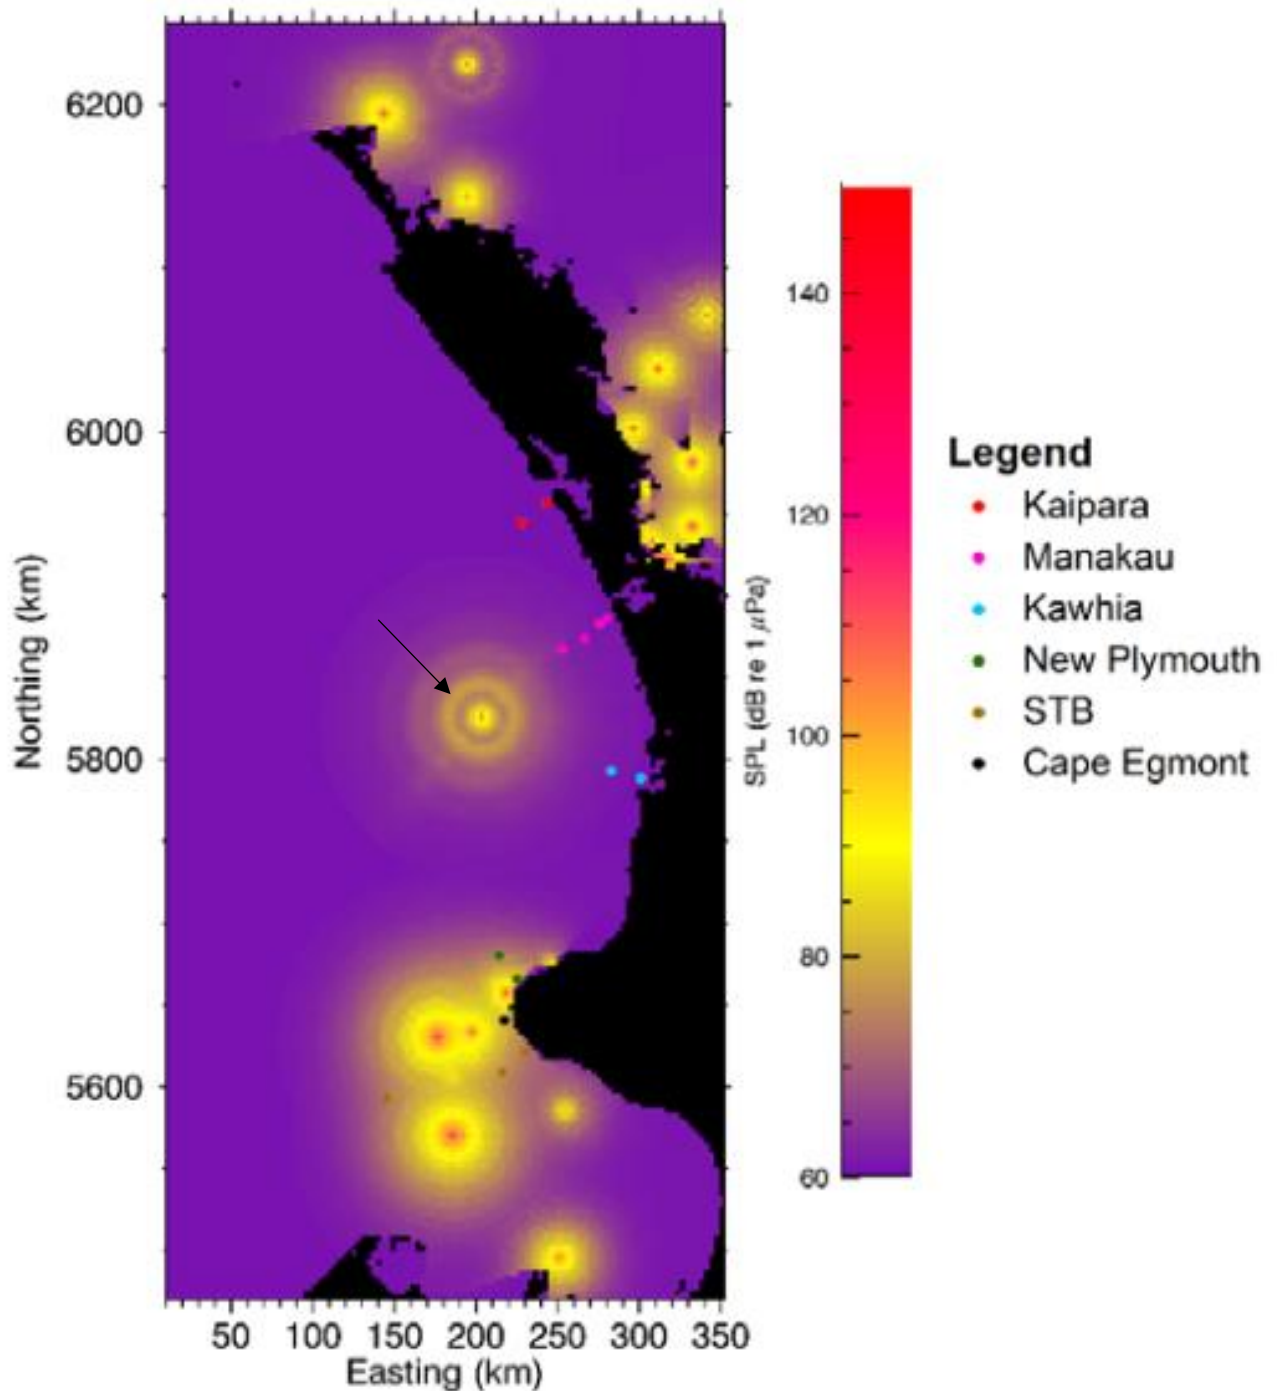 6200
6000
5800
5600
Northing (km)
50 100 150 200 250 300 350
Easting (km)
140
120
100
80
60
SPL (dB re 1 μPa)
Legend
Kaipara
Manakau
Kawhia
New Plymouth
STB
Cape Egmont